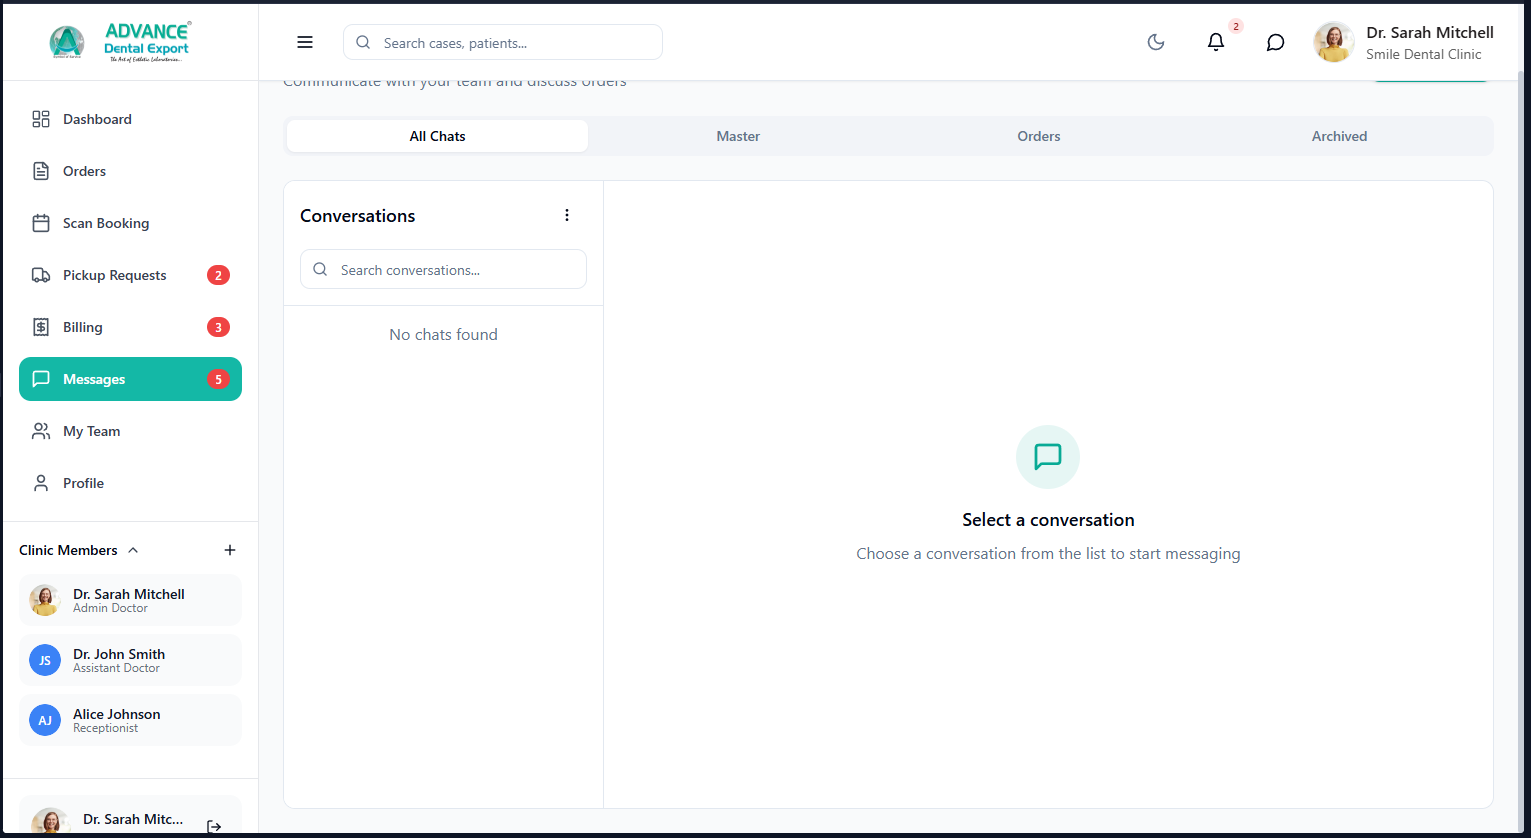 ADVANCE
Dental Export
The Art of Esthetic Laboratories...
Search cases, patients...
2
Dr. Sarah Mitchell
Smile Dental Clinic
Communicate with your team and discuss orders
Dashboard
Orders
Scan Booking
Pickup Requests 2
Billing 3
Messages 5
My Team
Profile
Clinic Members
Dr. Sarah Mitchell
Admin Doctor
JS
Dr. John Smith
Assistant Doctor
AJ
Alice Johnson
Receptionist
Dr. Sarah Mitc...
All Chats
Master
Orders
Archived
Conversations
Search conversations...
No chats found
Select a conversation
Choose a conversation from the list to start messaging